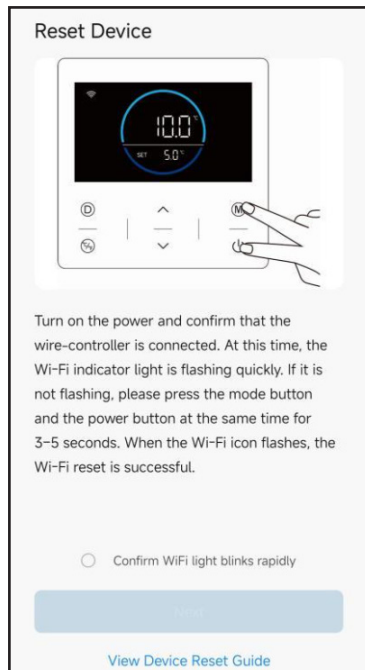 Reset Device
10.0℃
SET 5.0℃
D
M
Turn on the power and confirm that the
wire-controller is connected. At this time, the
Wi-Fi indicator light is flashing quickly. If it is
not flashing, please press the mode button
and the power button at the same time for
3-5 seconds. When the Wi-Fi icon flashes, the
Wi-Fi reset is successful.
Confirm WiFi light blinks rapidly
Next
View Device Reset Guide